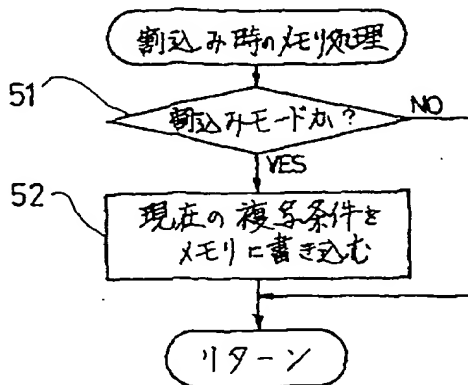 割込み時のメモリ処理
51
割込みモードか?
NO
YES
52
現在の複写条件を
メモリに書き込む
リターン